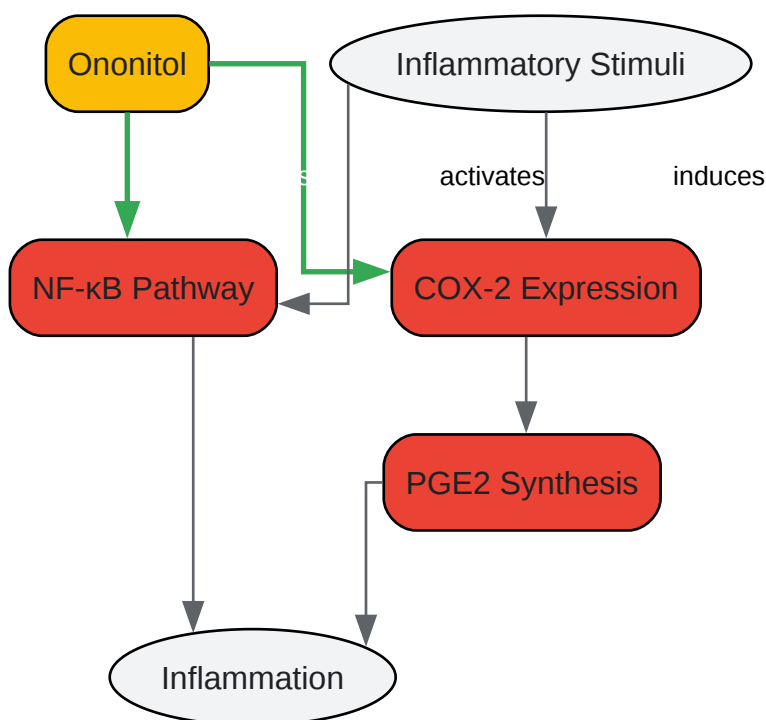 Ononitol
Inflammatory Stimuli
activates
induces
NF-κB Pathway
COX-2 Expression
PGE2 Synthesis
Inflammation